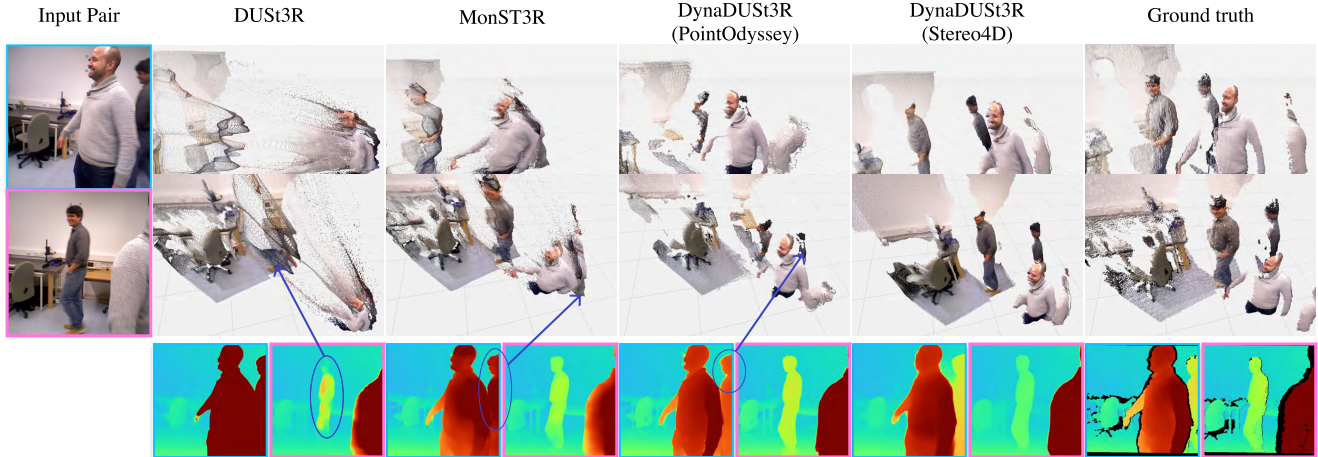 Input Pair
DUSt3R
MonST3R
DynaDUSt3R
(PointOdyssey)
DynaDUSt3R
(Stereo4D)
Ground truth